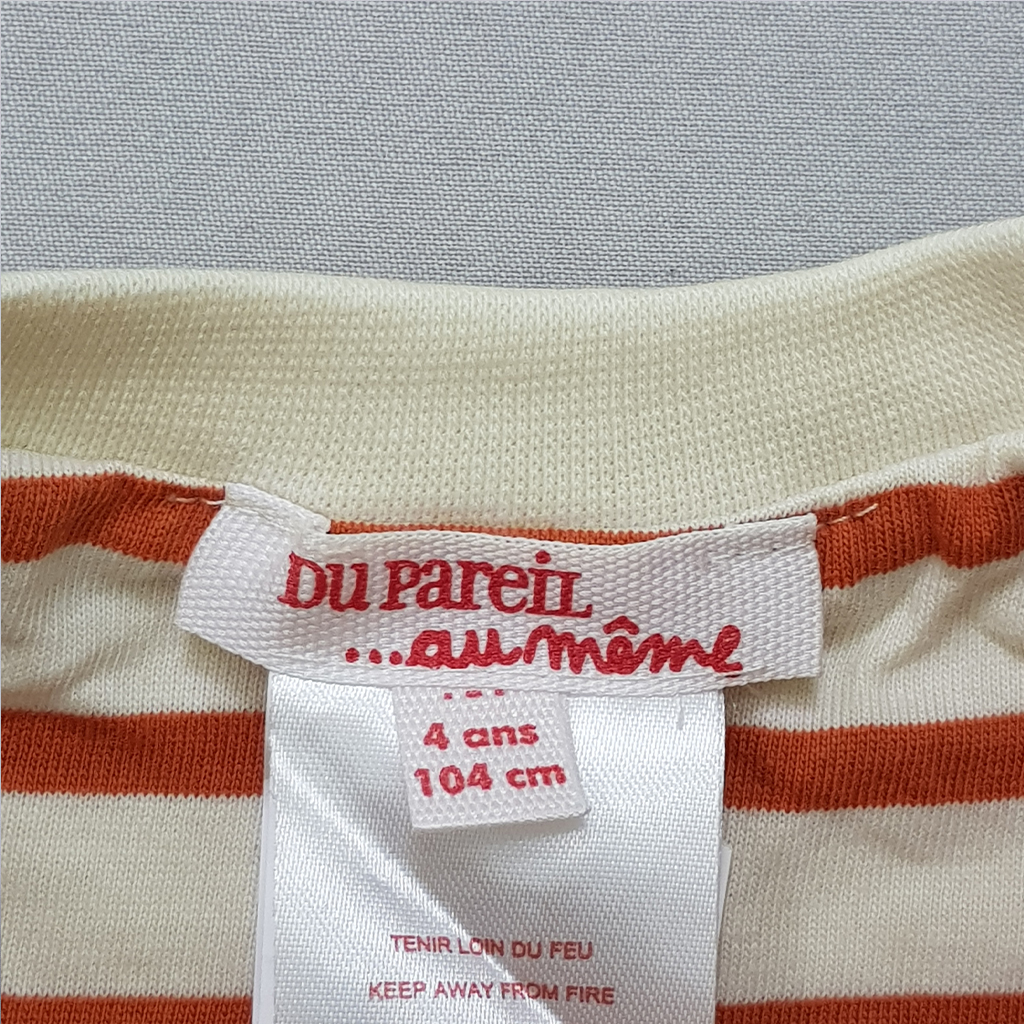 Du Pareil
...au même
4 ans
104 cm
TENIR LOIN DU FEU
KEEP AWAY FROM FIRE